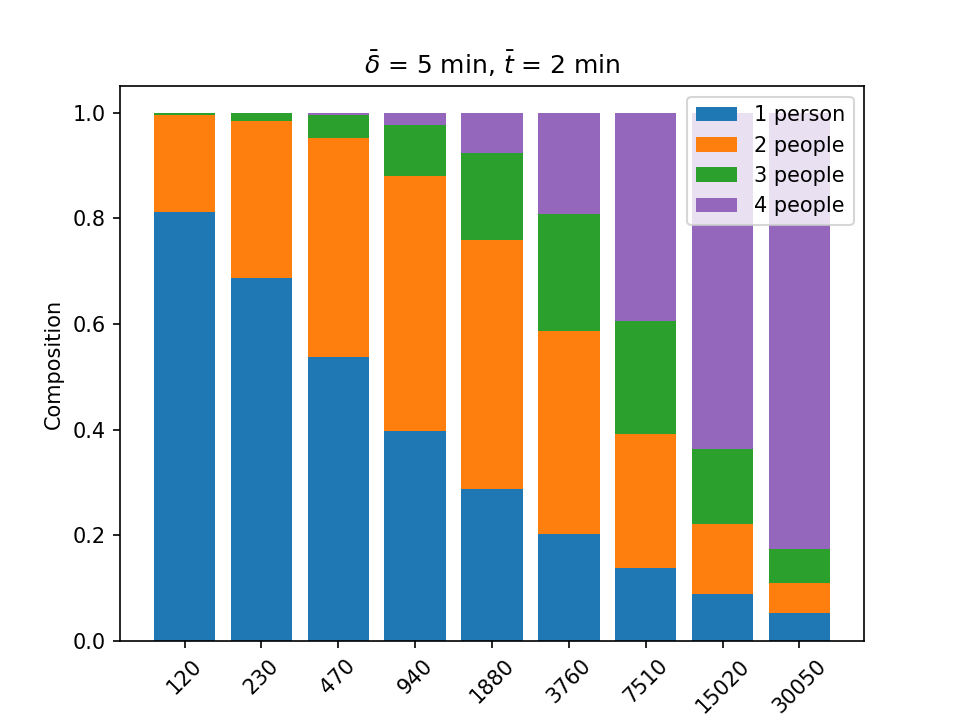 δ̄ = 5 min, t̄ = 2 min
1 person
2 people
3 people
4 people
Composition
1.0
0.8
0.6
0.4
0.2
0.0
120
230
470
940
1880
3760
7510
15020
30050